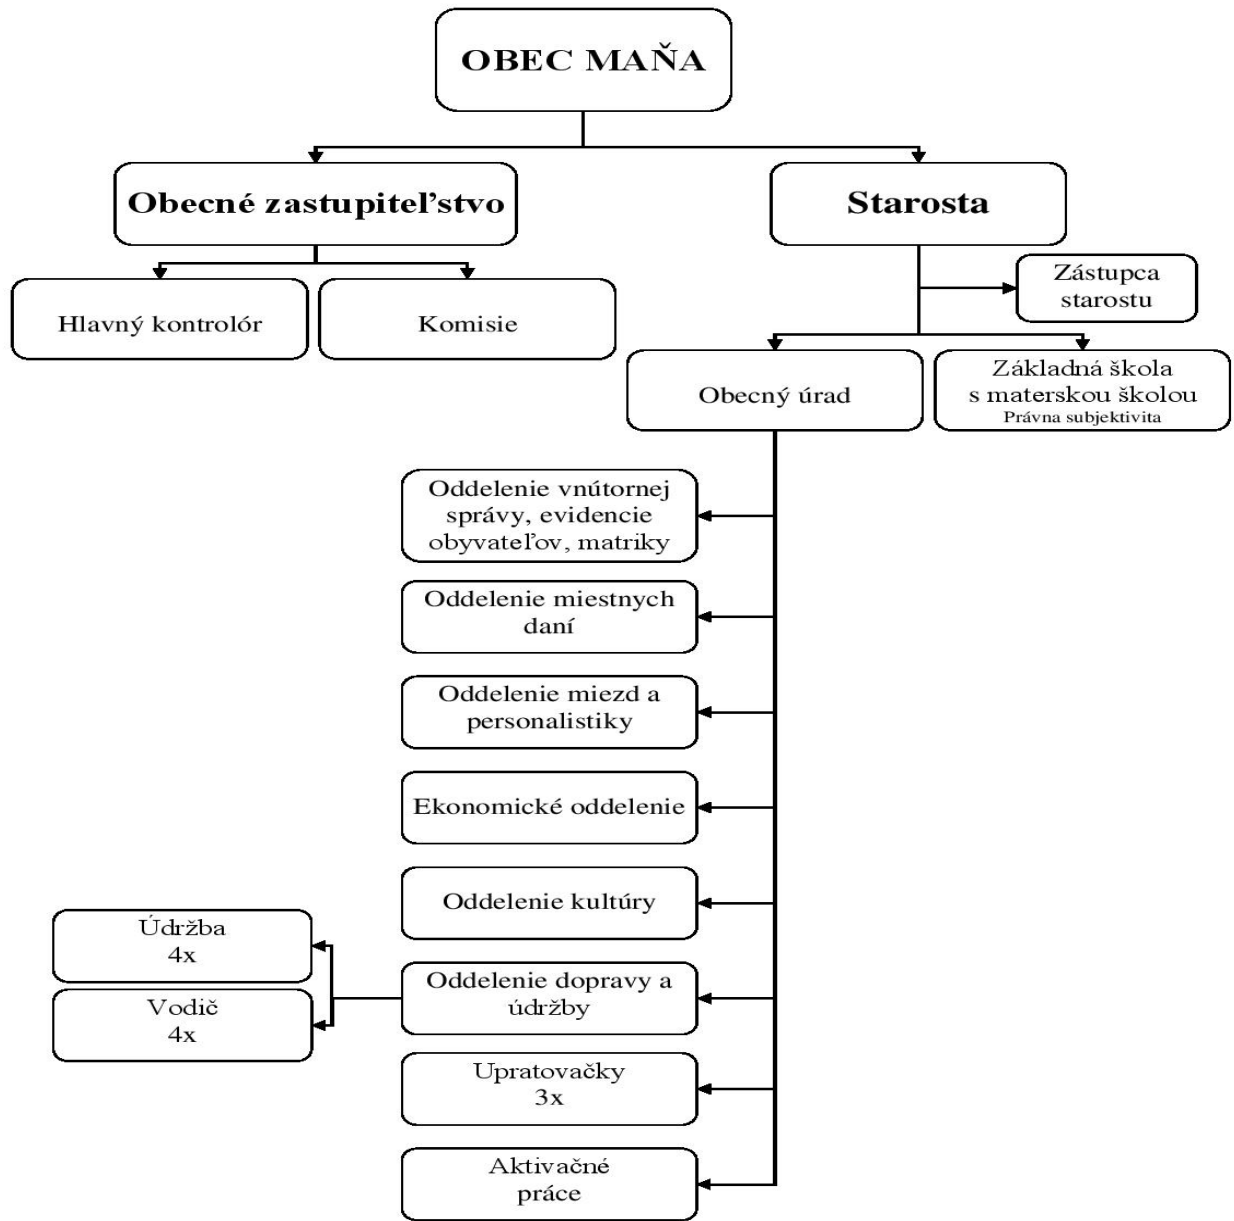 OBEC MAŇA
Obecné zastupiteľstvo
Starosta
Zástupca
starostu
Hlavný kontrolór
Komisie
Obecný úrad
Základná škola
s materskou školou
Právna subjektivita
Oddelenie vnútornej
správy, evidencie
obyvateľov, matriky
Oddelenie miestnych
daní
Oddelenie miezd a
personalistiky
Ekonomické oddelenie
Oddelenie kultúry
Údržba
4x
Vodič
4x
Oddelenie dopravy a
údržby
Upratovačky
3x
Aktivačné
práce